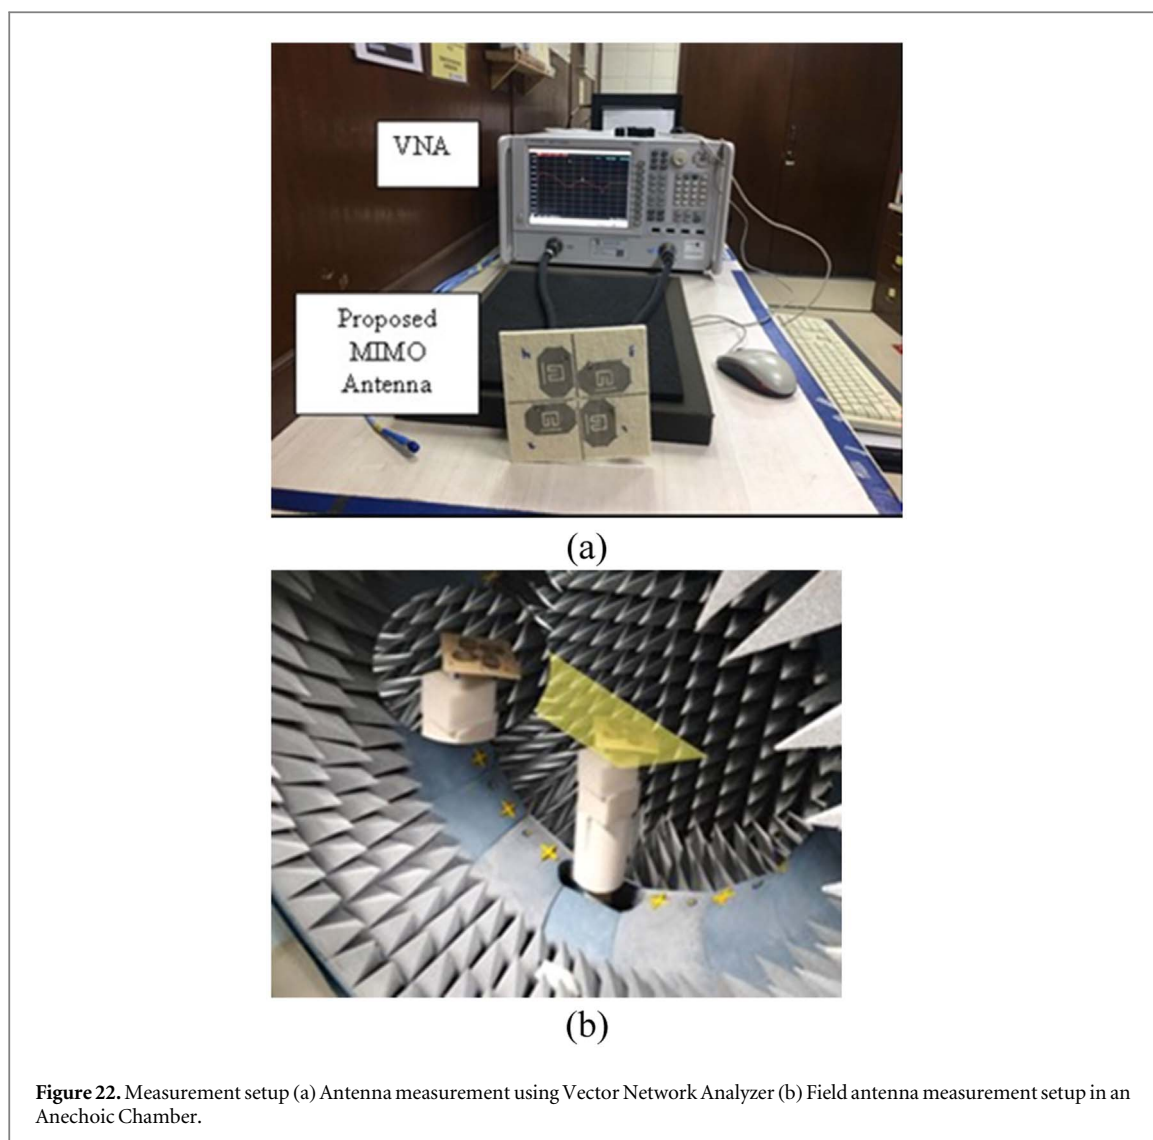 VNA
Proposed
MIMO
Antenna
(a)
(b)
Figure 22. Measurement setup (a) Antenna measurement using Vector Network Analyzer (b) Field antenna measurement setup in an
Anechoic Chamber.